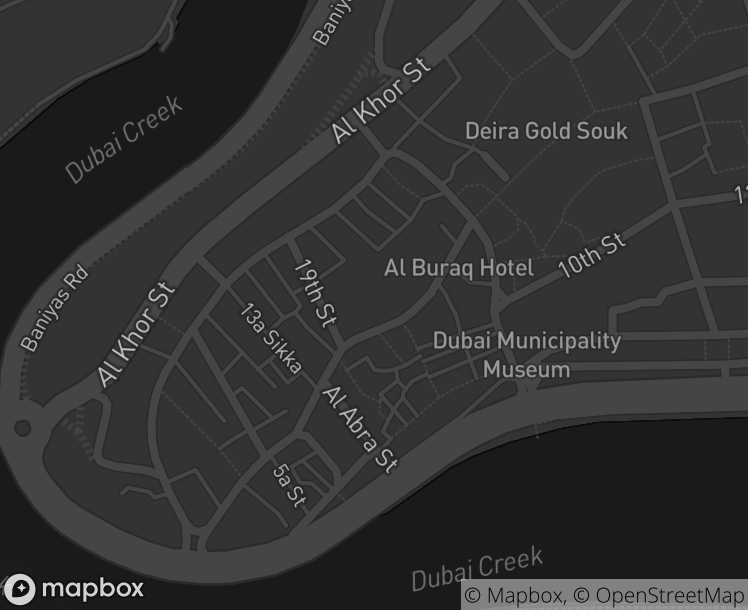 Baniyas
Al Khor St
Dubai Creek
Deira Gold Souk
10th St
Al Buraq Hotel
19th St
Baniyas Rd
Al Khor St
13a Sikka
Dubai Municipality
Museum
Al Abra St
5a St
Dubai Creek
mapbox
© Mapbox, © OpenStreetMap